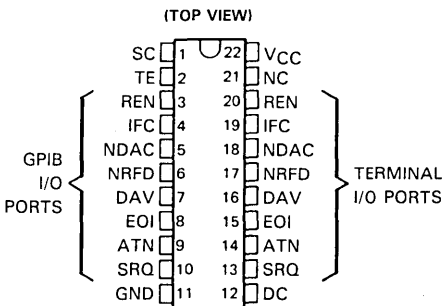 (TOP VIEW)
SC 1 22 VCC
TE 2 21 NC
REN 3 20 REN
IFC 4 19 IFC
NDAC 5 18 NDAC
NRFD 6 17 NRFD
DAV 7 16 DAV
EOI 8 15 EOI
ATN 9 14 ATN
SRQ 10 13 SRQ
GND 11 12 DC
GPIB
I/O
PORTS
TERMINAL
I/O PORTS